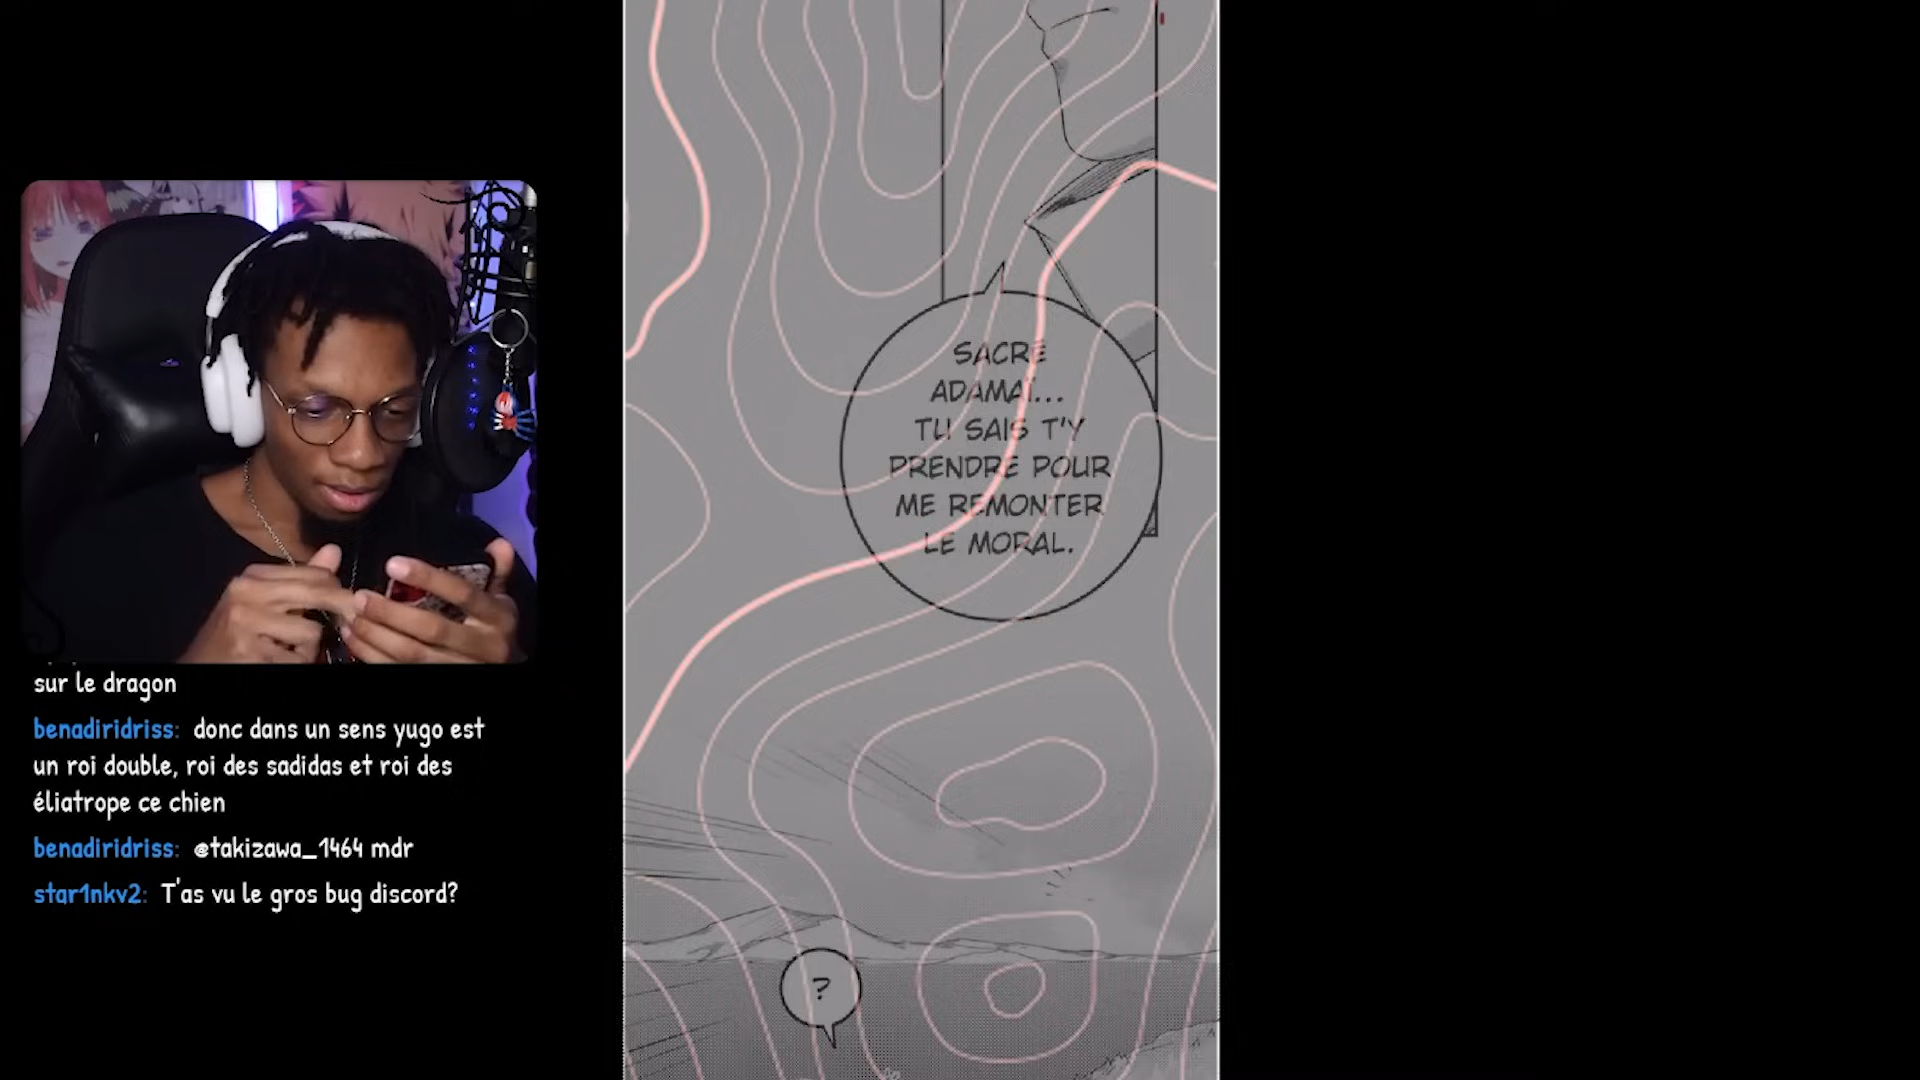 SACRÉ
ADAMAÏ...
TU SAIS T'Y
PRENDRE POUR
ME REMONTER
LE MORAL.
?
sur le dragon
benadiridriss: donc dans un sens yugo est
un roi double, roi des sadidas et roi des
éliatrope ce chien
benadiridriss: @takizawa_1464 mdr
star1nkv2: T'as vu le gros bug discord?